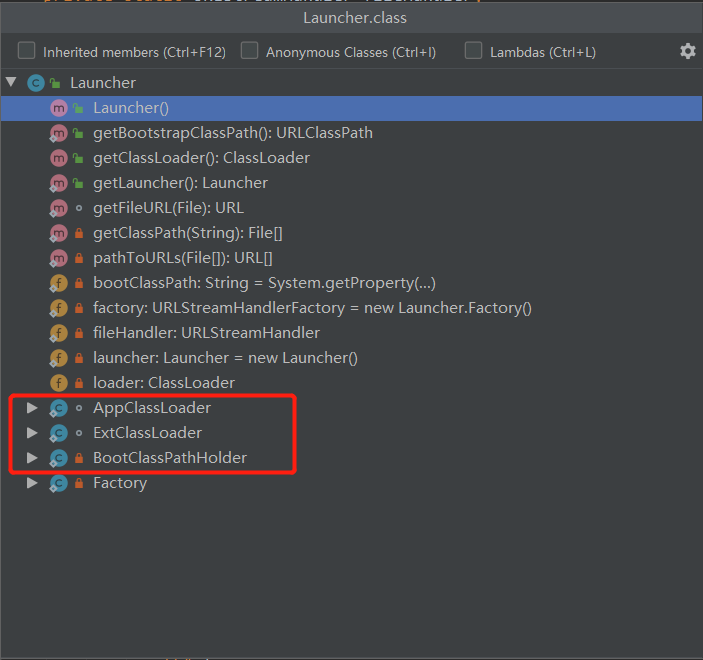 Launcher.class
Inherited members (Ctrl+F12) Anonymous Classes (Ctrl+I) Lambdas (Ctrl+L)
Launcher
Launcher()
getBootstrapClassPath(): URLClassPath
getClassLoader(): ClassLoader
getLauncher(): Launcher
getFileURL(File): URL
getClassPath(String): File[]
pathToURLs(File[]): URL[]
bootClassPath: String = System.getProperty(...)
factory: URLStreamHandlerFactory = new Launcher.Factory()
fileHandler: URLStreamHandler
launcher: Launcher = new Launcher()
loader: ClassLoader
AppClassLoader
ExtClassLoader
BootClassPathHolder
Factory